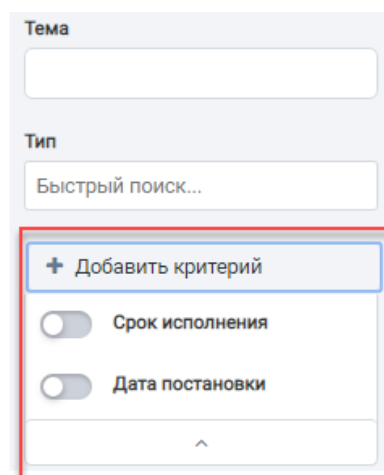 Тема
Тип
Быстрый поиск...
+ Добавить критерий
Срок исполнения
Дата постановки